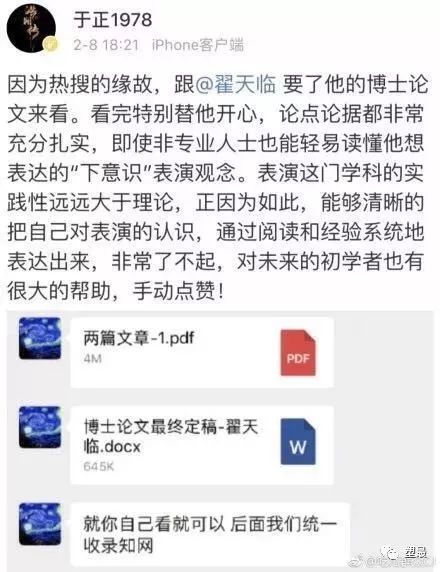 于正1978
2-8 18:21 iPhone客户端
因为热搜的缘故，跟@翟天临 要了他的博士论
文来看。看完特别替他开心，论点论据都非常
充分扎实，即使非专业人士也能轻易读懂他想
表达的“下意识”表演观念。表演这门学科的实
践性远远大于理论，正因为如此，能够清晰的
把自己对表演的认识，通过阅读和经验系统地
表达出来，非常了不起，对未来的初学者也有
很大的帮助，手动点赞！
两篇文章-1.pdf
4M
PDF
博士论文最终定稿-翟
天临.docx
645K
W
就你自己看就可以 后面我们统一
收录知网
塑最